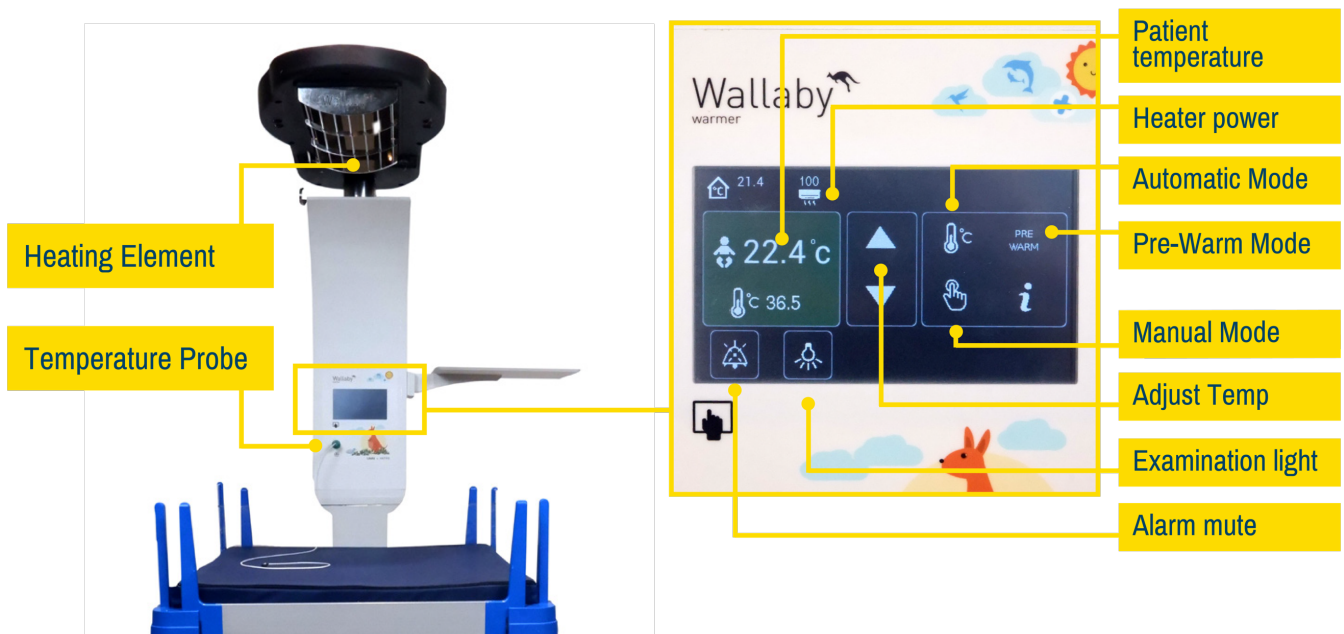 Patient
temperature
Wallaby
warmer
Heater power
Automatic Mode
°C 21.4 100
Heating Element
22.4°c
°C
PRE
WARM
Pre-Warm Mode
°C 36.5
i
Temperature Probe
Manual Mode
Wallaby
Adjust Temp
Examination light
Alarm mute